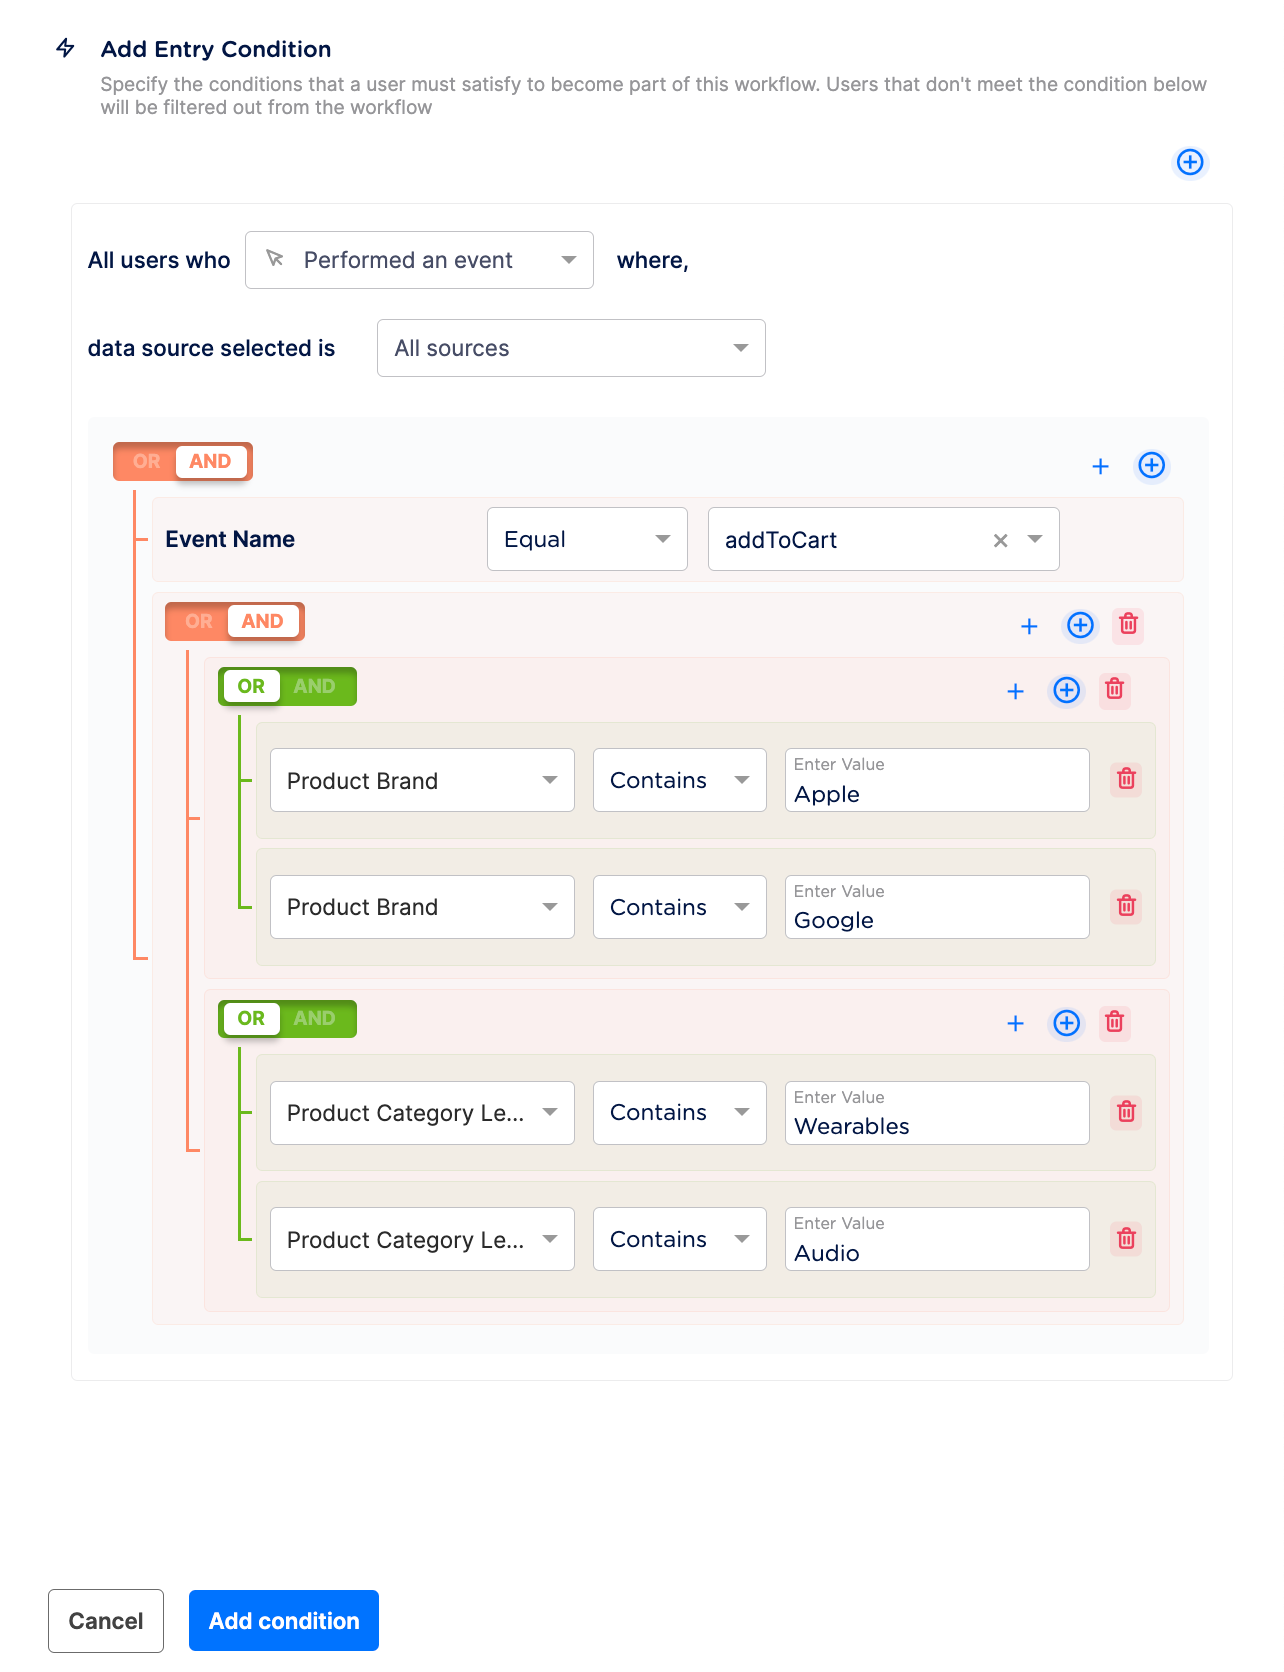 Add Entry Condition
Specify the conditions that a user must satisfy to become part of this workflow. Users that don't meet the condition below
will be filtered out from the workflow
All users who Performed an event where,
data source selected is All sources
OR AND
Event Name Equal addToCart
OR AND
OR AND
Enter Value
Product Brand Contains Apple
Enter Value
Product Brand Contains Google
OR AND
Enter Value
Product Category Le... Contains Wearables
Enter Value
Product Category Le... Contains Audio
Cancel Add condition